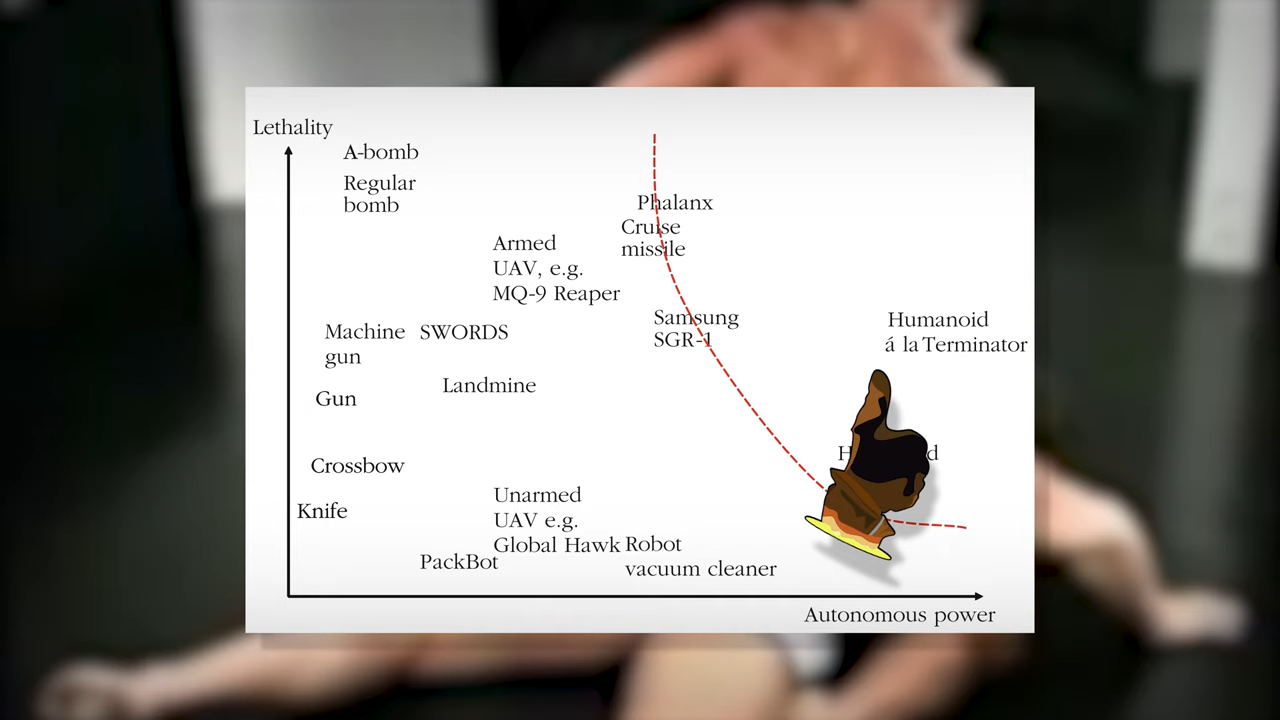 Lethality
A-bomb
Regular
bomb
Phalanx
Cruise
missile
Armed
UAV, e.g.
MQ-9 Reaper
Samsung
SGR-1
Humanoid
á la Terminator
Machine
gun
SWORDS
Landmine
Gun
Crossbow
Knife
Unarmed
UAV e.g.
Global Hawk
PackBot
Robot
vacuum cleaner
Autonomous power